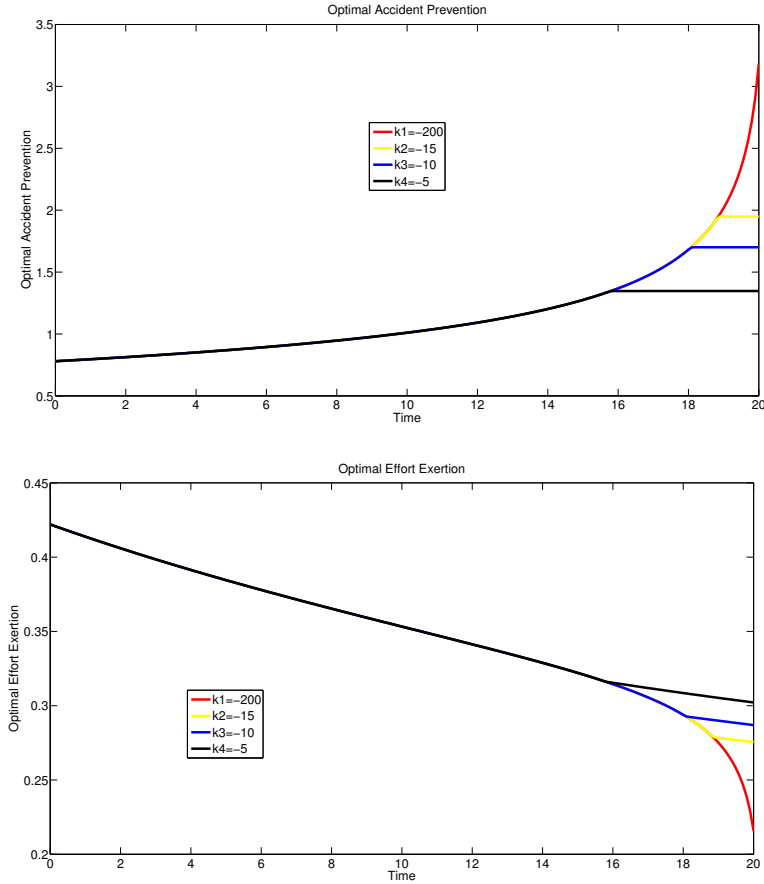 Optimal Accident Prevention
3.5
3
2.5
2
1.5
1
0.5
Optimal Accident Prevention
k1=−200
k2=−15
k3=−10
k4=−5
0 2 4 6 8 10 12 14 16 18 20
Time
Optimal Effort Exertion
0.45
0.4
0.35
0.3
0.25
0.2
Optimal Effort Exertion
k1=−200
k2=−15
k3=−10
k4=−5
0 2 4 6 8 10 12 14 16 18 20
Time